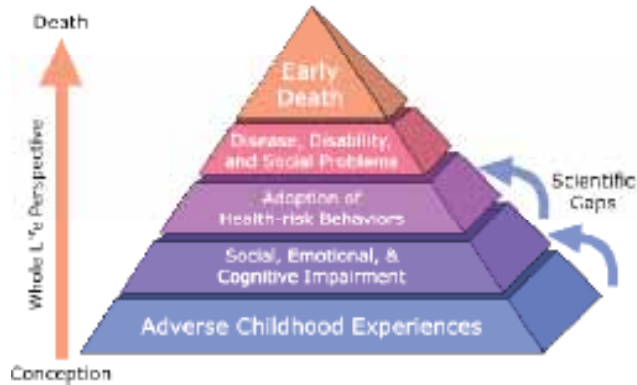 Death
Early
Death
Disease, Disability,
and Social Problems
Scientific
Gaps
Adoption of
Health-risk Behaviors
Whole Life Perspective
Social, Emotional, &
Cognitive Impairment
Adverse Childhood Experiences
Conception